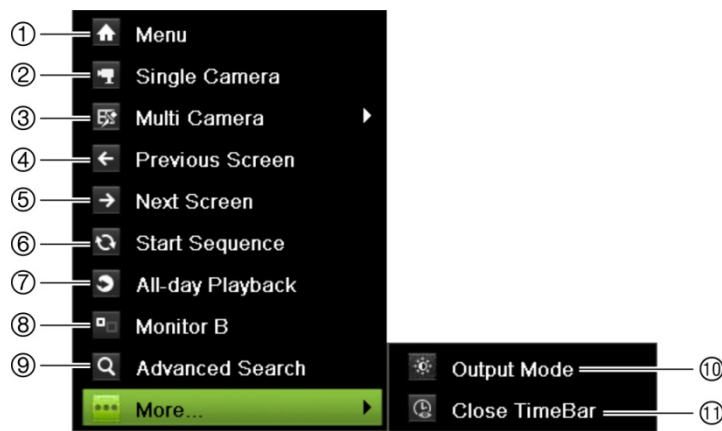 ① Menu
② Single Camera
③ Multi Camera
④ Previous Screen
⑤ Next Screen
⑥ Start Sequence
⑦ All-day Playback
⑧ Monitor B
⑨ Advanced Search
More...
Output Mode ⑩
Close TimeBar ⑪